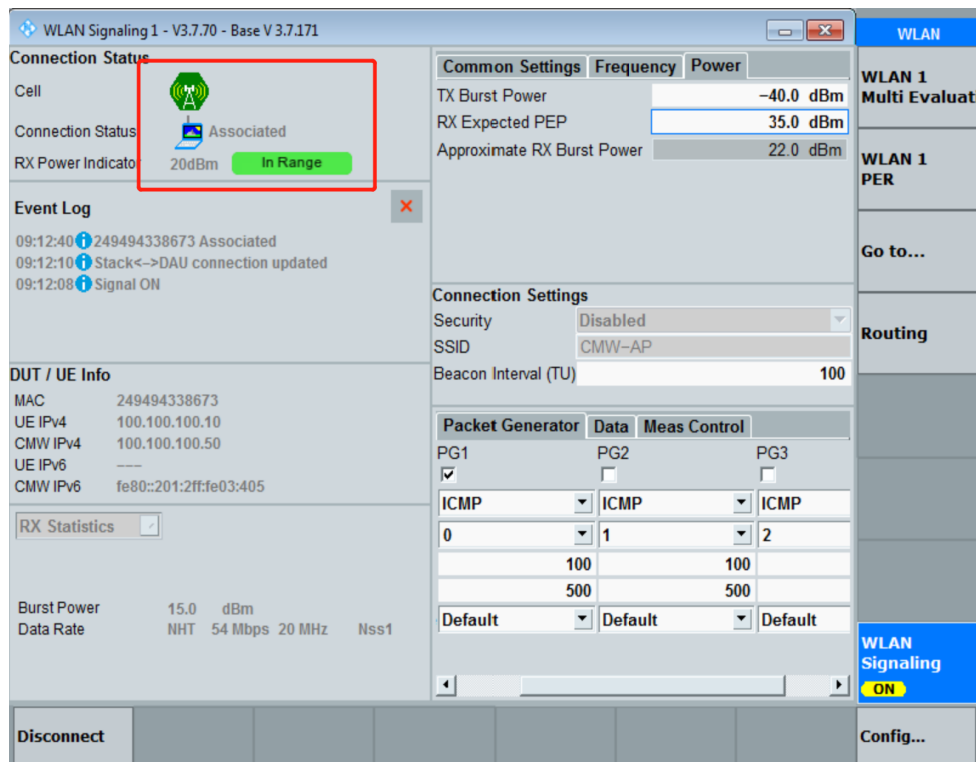 WLAN Signaling 1 - V3.7.70 - Base V 3.7.171
Connection Status
Cell
Connection Status Associated
RX Power Indicator 20dBm In Range
Event Log
09:12:40 249494338673 Associated
09:12:10 Stack<->DAU connection updated
09:12:08 Signal ON
DUT / UE Info
MAC 249494338673
UE IPv4 100.100.100.10
CMW IPv4 100.100.100.50
UE IPv6 ---
CMW IPv6 fe80::201:2ff:fe03:405
RX Statistics
Burst Power 15.0 dBm
Data Rate NHT 54 Mbps 20 MHz Nss1
Common Settings Frequency Power
TX Burst Power -40.0 dBm
RX Expected PEP 35.0 dBm
Approximate RX Burst Power 22.0 dBm
Connection Settings
Security Disabled
SSID CMW-AP
Beacon Interval (TU) 100
Packet Generator Data Meas Control
PG1 PG2 PG3
ICMP ICMP ICMP
0 1 2
100 100
500 500
Default Default Default
WLAN
WLAN 1
Multi Evaluat
WLAN 1
PER
Go to...
Routing
WLAN
Signaling
ON
Disconnect
Config...